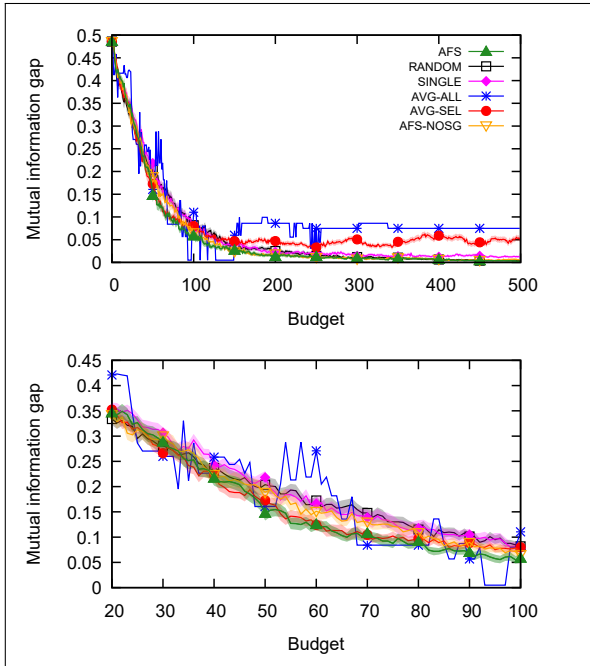 0.5
0.45
0.4
0.35
0.3
0.25
0.2
0.15
0.1
0.05
0
0 100 200 300 400 500
Mutual information gap
Budget
AFS
RANDOM
SINGLE
AVG-ALL
AVG-SEL
AFS-NOSG
0.45
0.4
0.35
0.3
0.25
0.2
0.15
0.1
0.05
0
20 30 40 50 60 70 80 90 100
Mutual information gap
Budget